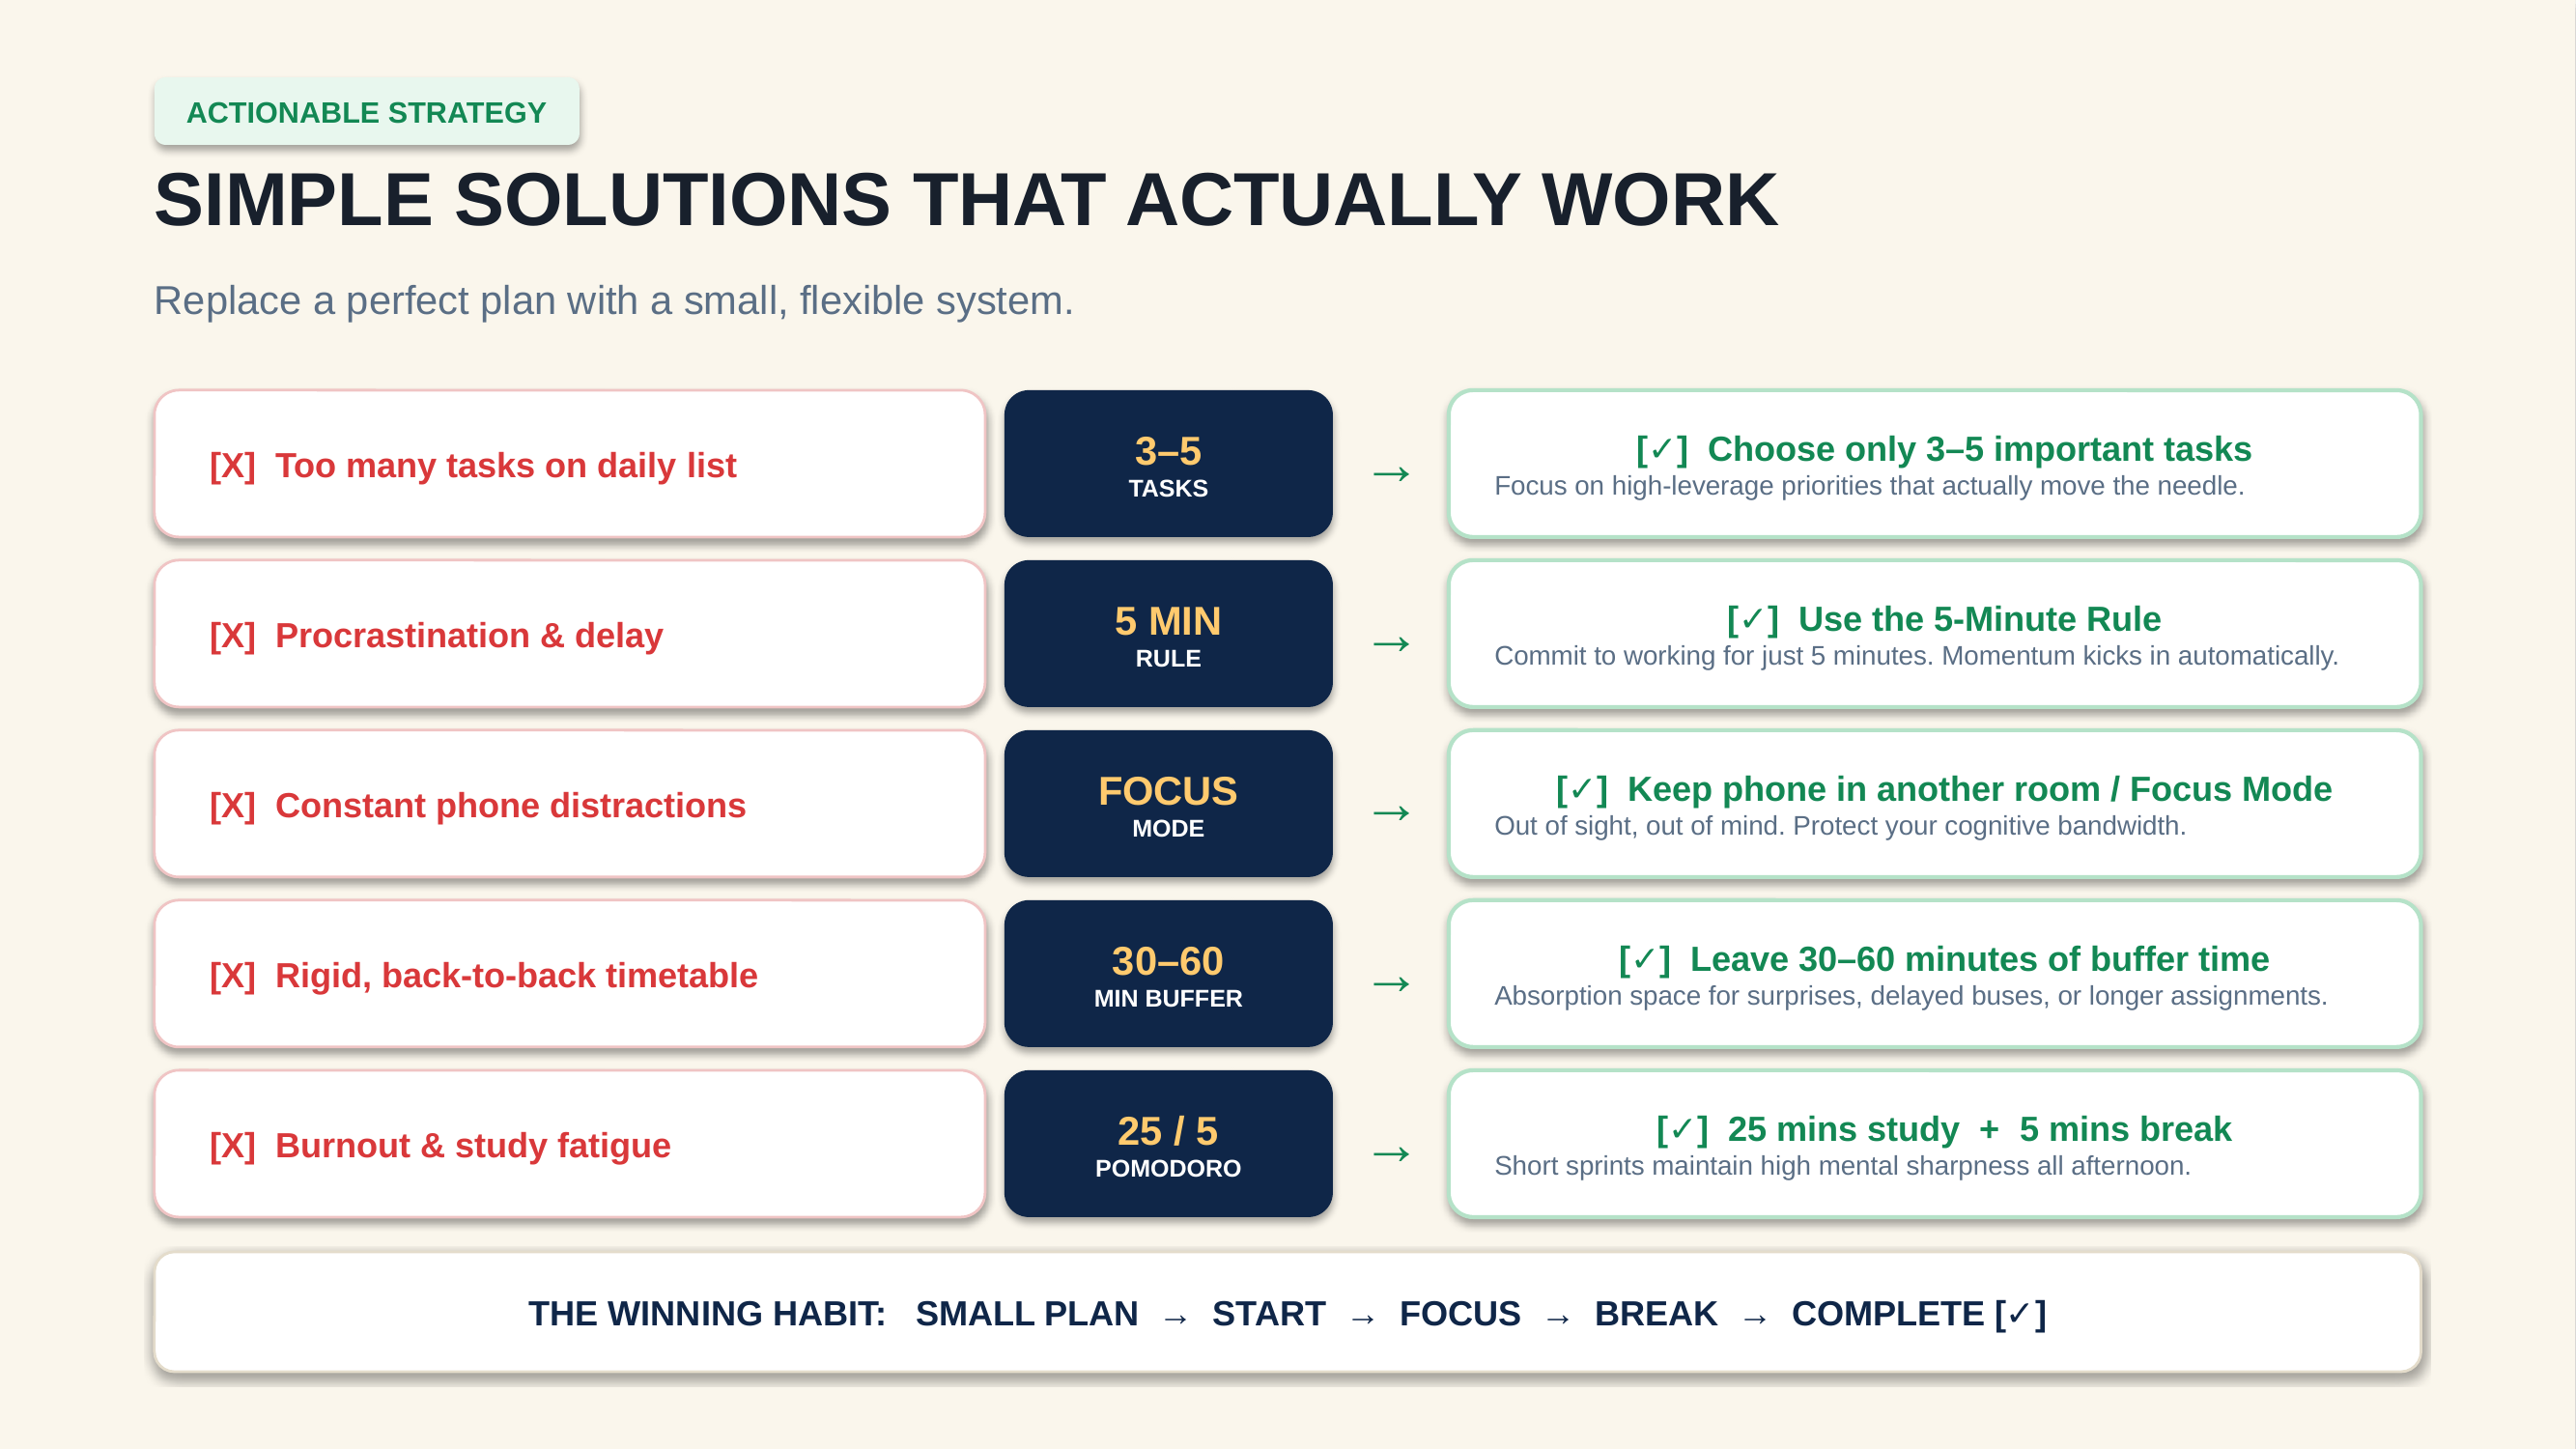 ACTIONABLE STRATEGY
SIMPLE SOLUTIONS THAT ACTUALLY WORK
Replace a perfect plan with a small, flexible system.
[X] Too many tasks on daily list
3–5
TASKS
→
[✓] Choose only 3–5 important tasks
Focus on high-leverage priorities that actually move the needle.
[X] Procrastination & delay
5 MIN
RULE
→
[✓] Use the 5-Minute Rule
Commit to working for just 5 minutes. Momentum kicks in automatically.
[X] Constant phone distractions
FOCUS
MODE
→
[✓] Keep phone in another room / Focus Mode
Out of sight, out of mind. Protect your cognitive bandwidth.
[X] Rigid, back-to-back timetable
30–60
MIN BUFFER
→
[✓] Leave 30–60 minutes of buffer time
Absorption space for surprises, delayed buses, or longer assignments.
[X] Burnout & study fatigue
25 / 5
POMODORO
→
[✓] 25 mins study + 5 mins break
Short sprints maintain high mental sharpness all afternoon.
THE WINNING HABIT: SMALL PLAN → START → FOCUS → BREAK → COMPLETE [✓]